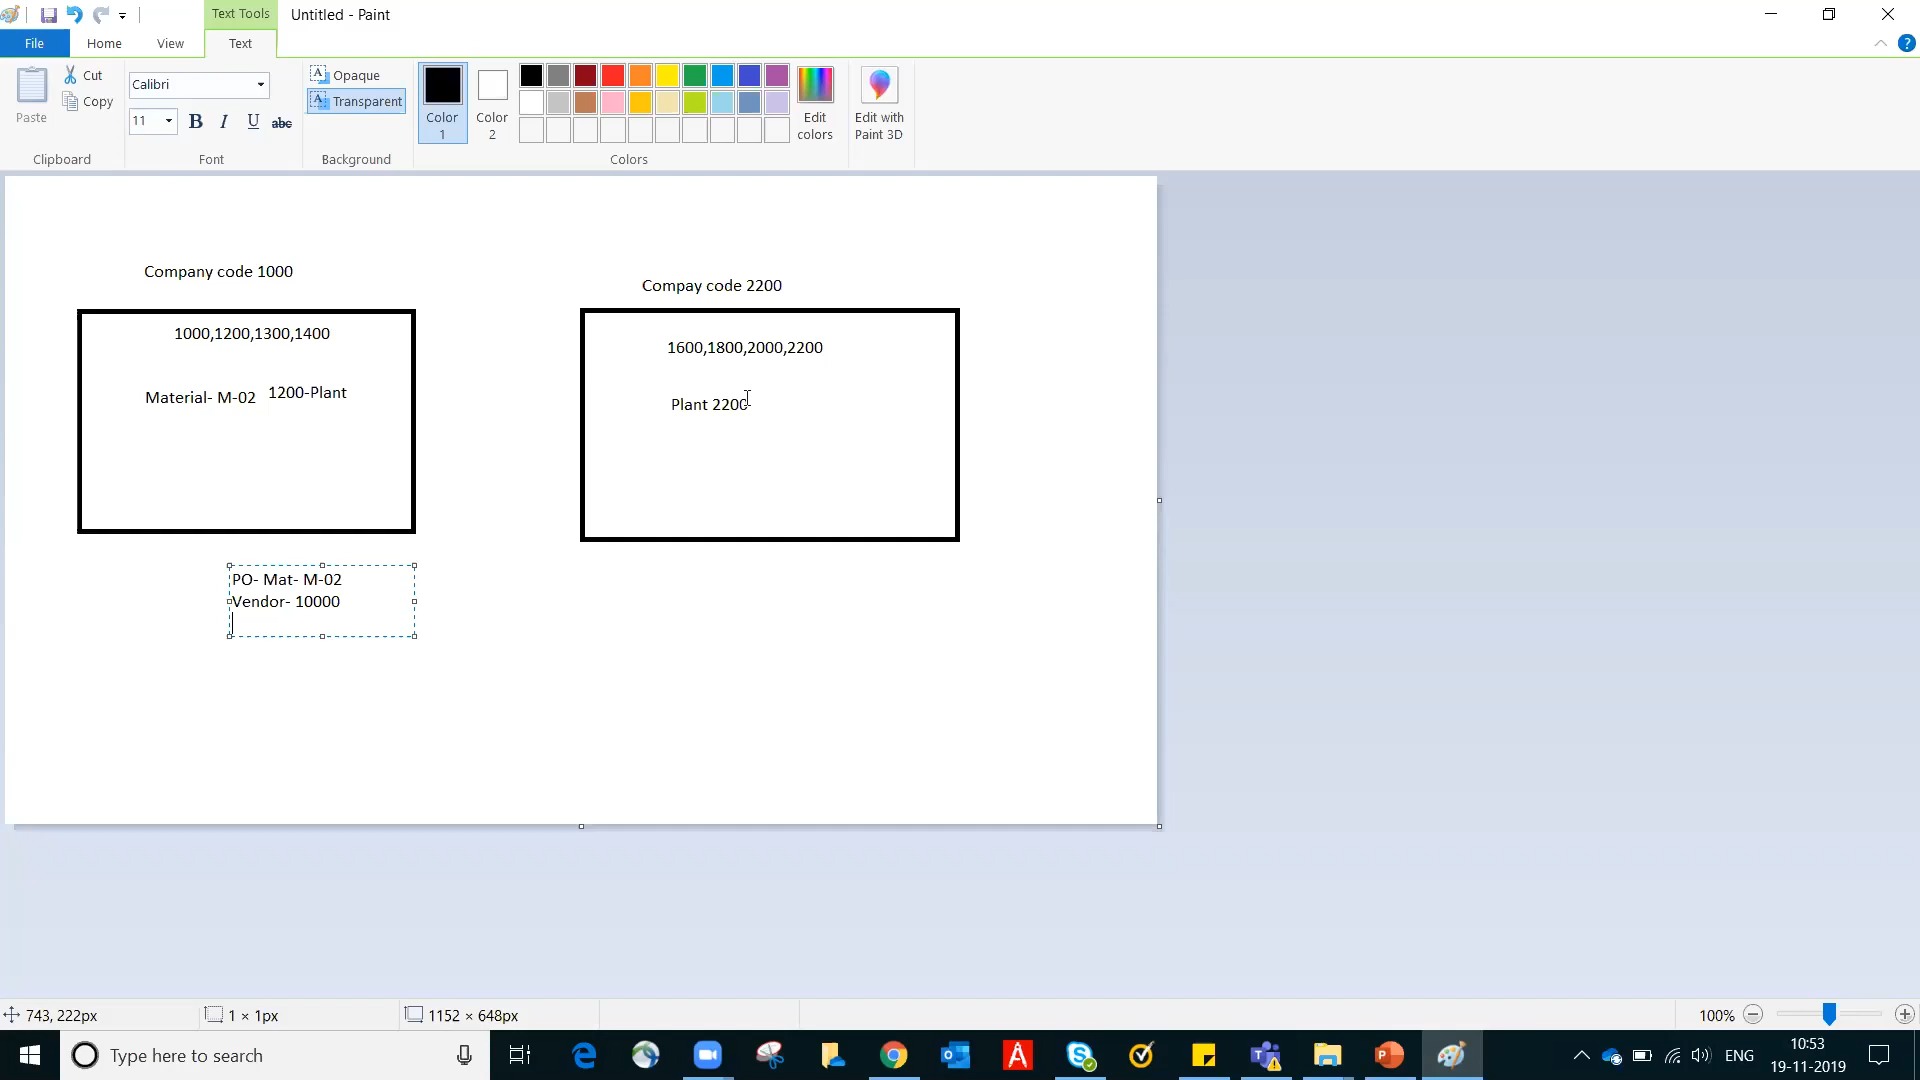 Text Tools
Untitled - Paint
File
Home
View
Text
Paste
Cut
Copy
Clipboard
Calibri
11
B
I
U
abc
Font
A Opaque
A Transparent
Background
Color
1
Color
2
Edit
colors
Colors
Edit with
Paint 3D
?
Company code 1000
Compay code 2200
1000,1200,1300,1400
1600,1800,2000,2200
Material- M-02
1200-Plant
Plant 2200
PO- Mat- M-02
Vendor- 10000
743, 222px
1 × 1px
1152 × 648px
100%
Type here to search
ENG
10:53
19-11-2019